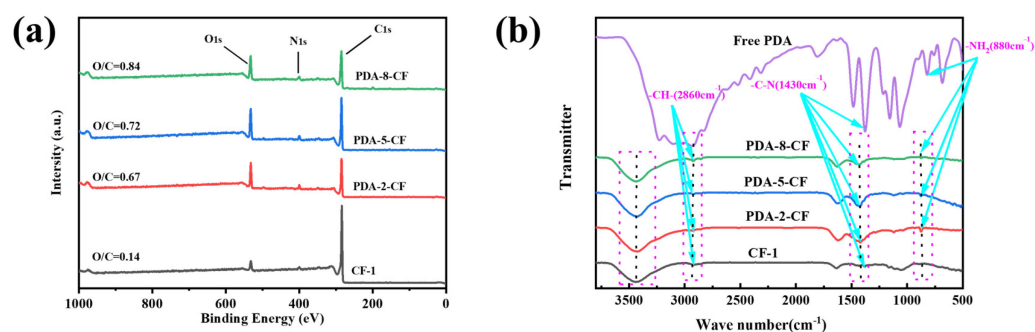 (a)
O1s
N1s
C1s
O/C=0.84
PDA-8-CF
O/C=0.72
PDA-5-CF
O/C=0.67
PDA-2-CF
O/C=0.14
CF-1
Intersity (a.u.)
1000 800 600 400 200 0
Binding Energy (eV)
(b)
Free PDA
-NH2(880cm-1)
-CH-(2860cm-1)
-C-N(1430cm-1)
PDA-8-CF
PDA-5-CF
PDA-2-CF
CF-1
Transmitter
3500 3000 2500 2000 1500 1000 500
Wave number(cm-1)